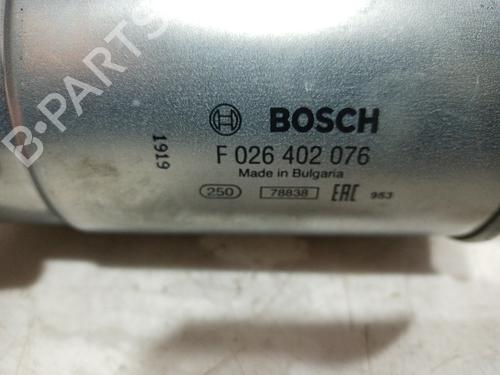 B-PARTS
BOSCH
F 026 402 076
Made in Bulgaria
250 78838 EAC 953
1919